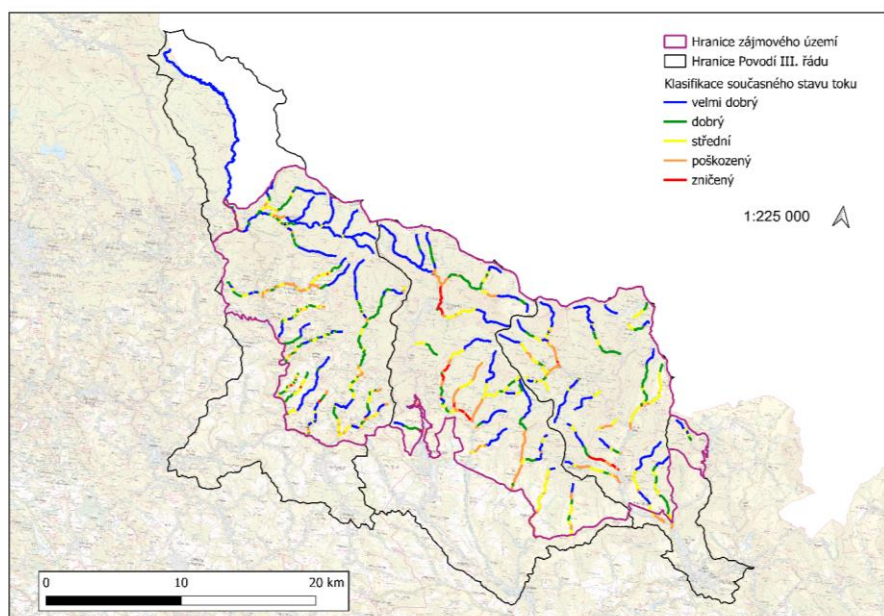 Hranice zájmového území
Hranice Povodí III. řádu
Klasifikace současného stavu toku
velmi dobrý
dobrý
střední
poškozený
zničený
1:225 000
0 10 20 km